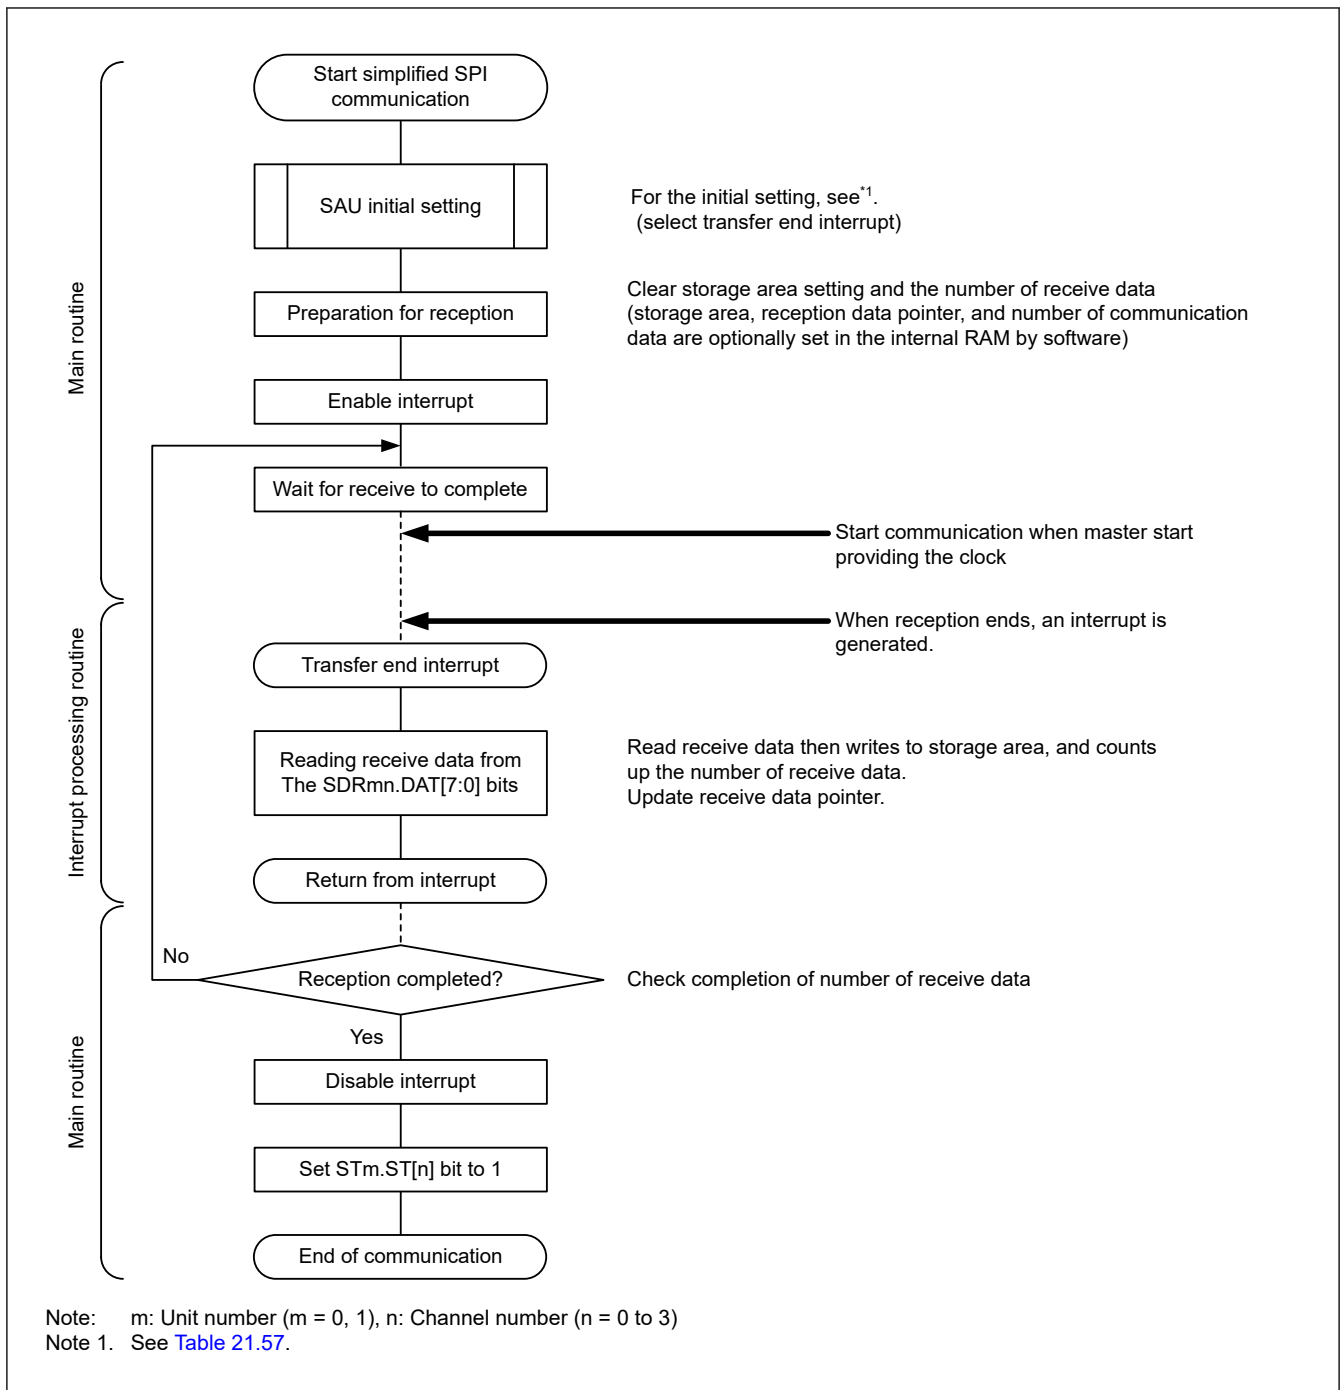 Start simplified SPI
communication
SAU initial setting
For the initial setting, see*1.
(select transfer end interrupt)
Main routine
Preparation for reception
Clear storage area setting and the number of receive data
(storage area, reception data pointer, and number of communication
data are optionally set in the internal RAM by software)
Enable interrupt
Wait for receive to complete
Start communication when master start
providing the clock
When reception ends, an interrupt is
generated.
Interrupt processing routine
Transfer end interrupt
Reading receive data from
The SDRmn.DAT[7:0] bits
Read receive data then writes to storage area, and counts
up the number of receive data.
Update receive data pointer.
Return from interrupt
No
Reception completed?
Check completion of number of receive data
Yes
Main routine
Disable interrupt
Set STm.ST[n] bit to 1
End of communication
Note: m: Unit number (m = 0, 1), n: Channel number (n = 0 to 3)
Note 1. See Table 21.57.